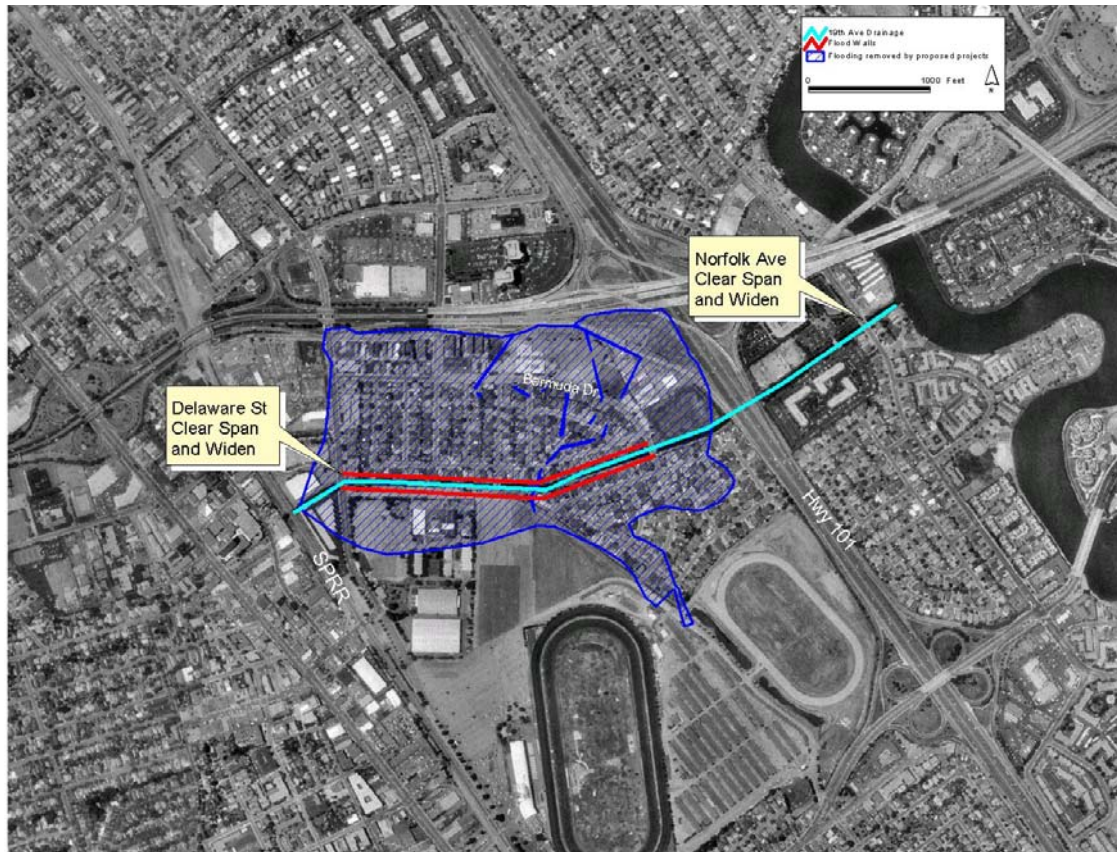 19th Ave Drainage
Flood Walls
Flooding removed by proposed projects
0
1000 Feet
N
Norfolk Ave
Clear Span
and Widen
Bermuda Dr
Delaware St
Clear Span
and Widen
Hwy 101
SPRR